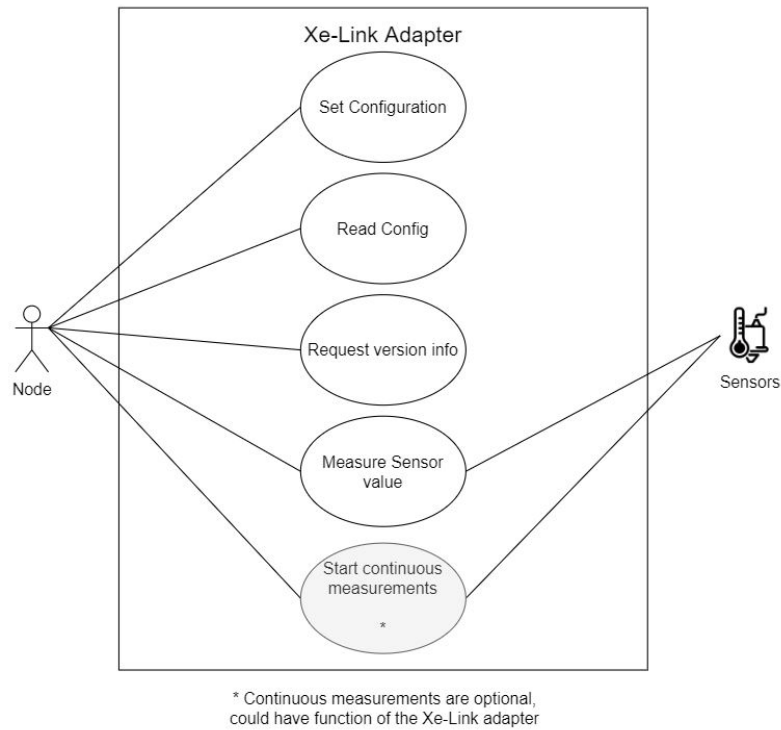 Xe-Link Adapter
Set Configuration
Read Config
Request version info
Node
Sensors
Measure Sensor
value
Start continuous
measurements
*
* Continuous measurements are optional,
could have function of the Xe-Link adapter